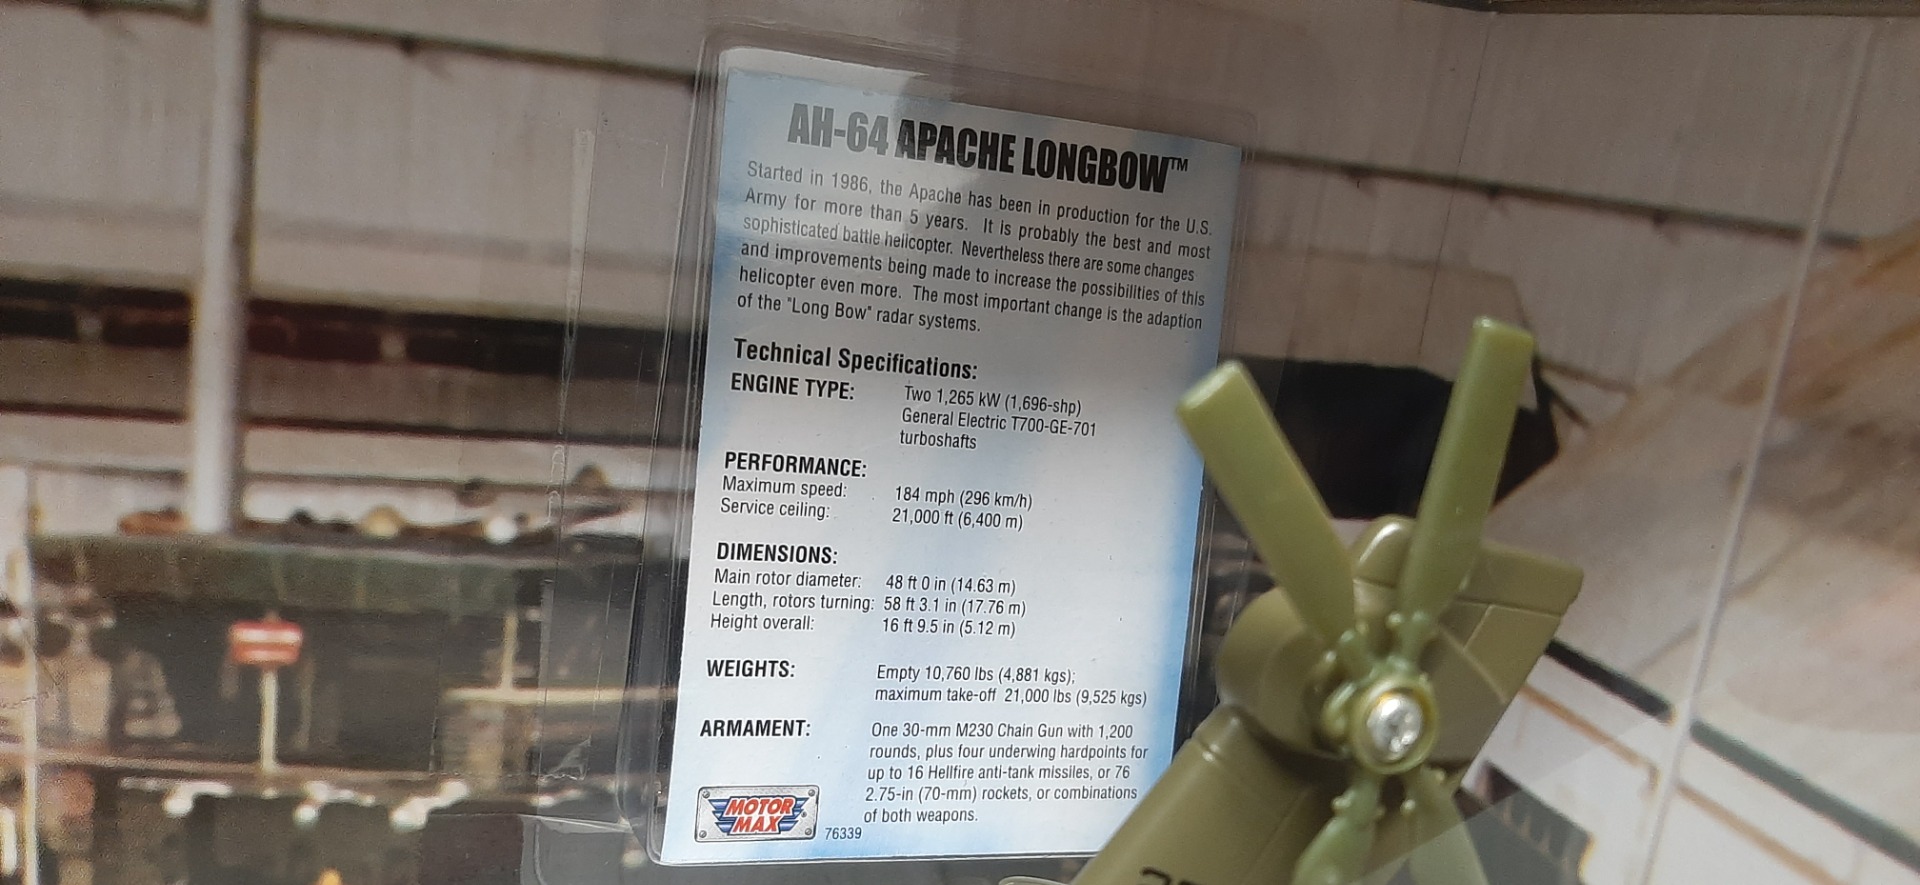 AH-64 APACHE LONGBOW™
Started in 1986, the Apache has been in production for the U.S.
Army for more than 5 years. It is probably the best and most
sophisticated battle helicopter. Nevertheless there are some changes
and improvements being made to increase the possibilities of this
helicopter even more. The most important change is the adaption
of the "Long Bow" radar systems.
Technical Specifications:
ENGINE TYPE: Two 1,265 kW (1,696-shp)
General Electric T700-GE-701
turboshafts
PERFORMANCE:
Maximum speed: 184 mph (296 km/h)
Service ceiling: 21,000 ft (6,400 m)
DIMENSIONS:
Main rotor diameter: 48 ft 0 in (14.63 m)
Length, rotors turning: 58 ft 3.1 in (17.76 m)
Height overall: 16 ft 9.5 in (5.12 m)
WEIGHTS: Empty 10,760 lbs (4,881 kgs);
maximum take-off 21,000 lbs (9,525 kgs)
ARMAMENT: One 30-mm M230 Chain Gun with 1,200
rounds, plus four underwing hardpoints for
up to 16 Hellfire anti-tank missiles, or 76
2.75-in (70-mm) rockets, or combinations
of both weapons.
MOTOR
MAX®
76339